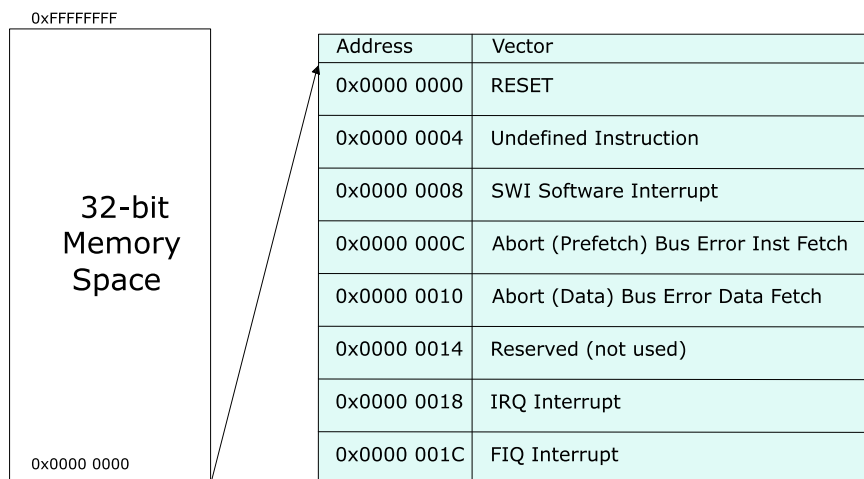 0xFFFFFFFF
32-bit
Memory
Space
0x0000 0000
Address Vector
0x0000 0000 RESET
0x0000 0004 Undefined Instruction
0x0000 0008 SWI Software Interrupt
0x0000 000C Abort (Prefetch) Bus Error Inst Fetch
0x0000 0010 Abort (Data) Bus Error Data Fetch
0x0000 0014 Reserved (not used)
0x0000 0018 IRQ Interrupt
0x0000 001C FIQ Interrupt